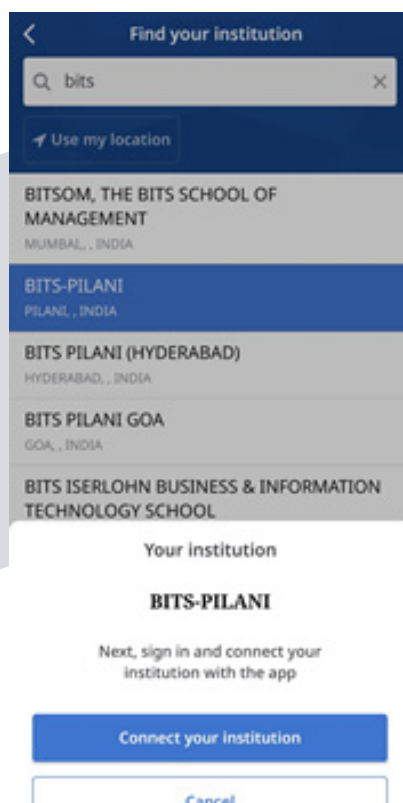 Find your institution
bits
Use my location
BITSOM, THE BITS SCHOOL OF
MANAGEMENT
MUMBAI, , INDIA
BITS-PILANI
PILANI, , INDIA
BITS PILANI (HYDERABAD)
HYDERABAD, , INDIA
BITS PILANI GOA
GOA, , INDIA
BITS ISERLOHN BUSINESS & INFORMATION
TECHNOLOGY SCHOOL
Your institution
BITS-PILANI
Next, sign in and connect your
institution with the app
Connect your institution
Cancel